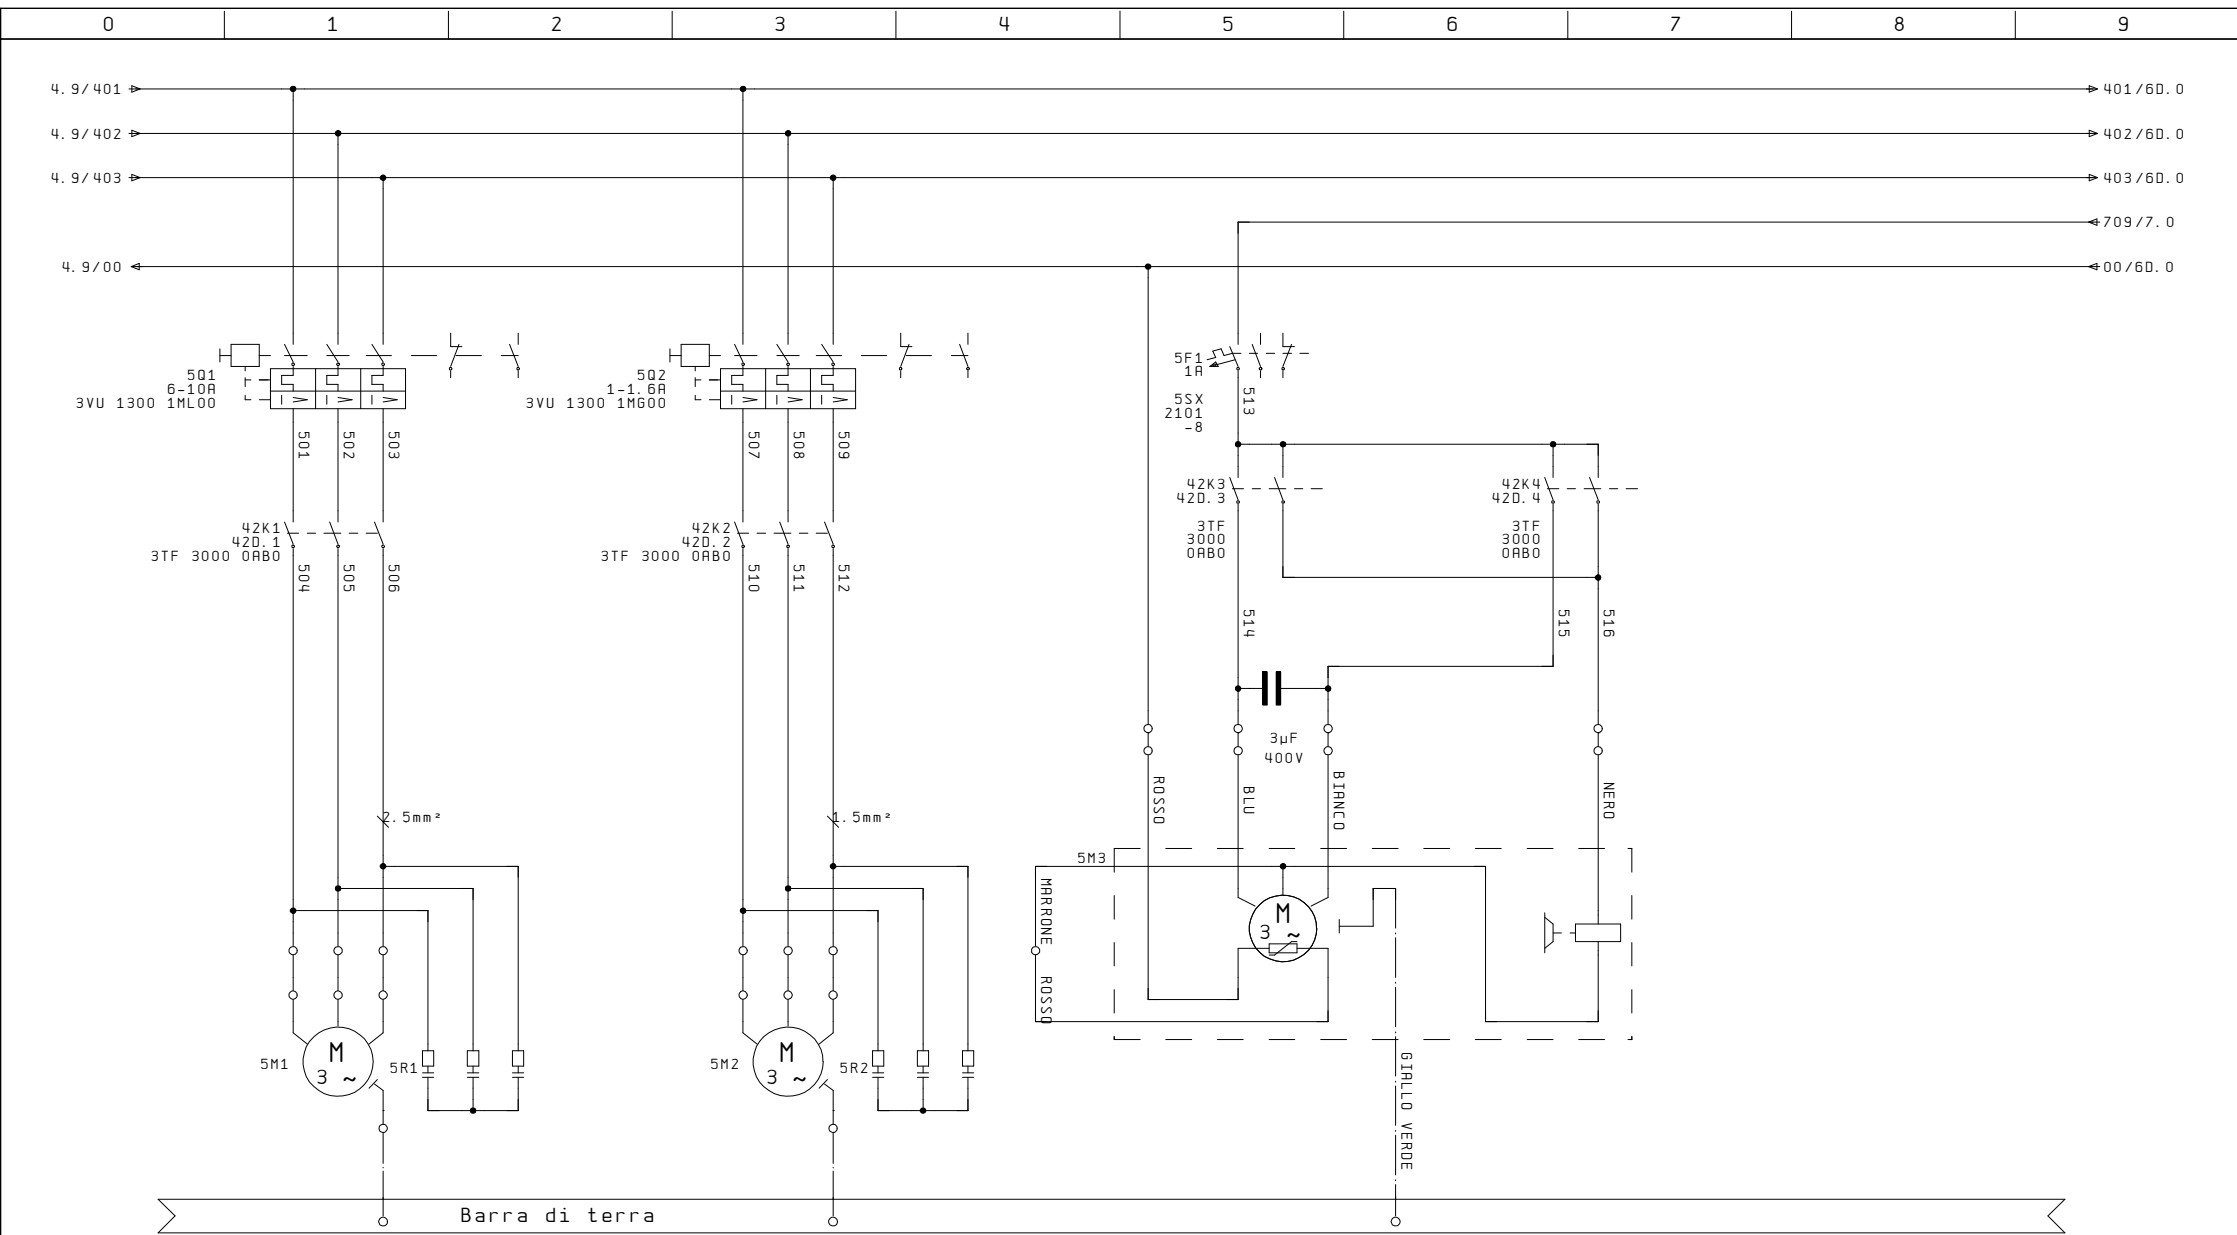 0 1 2 3 4 5 6 7 8 9
4.9/401 401/6D.0
4.9/402 402/6D.0
4.9/403 403/6D.0
709/7.0
4.9/00 00/6D.0
5Q1
6-10A
3VU 1300 1ML00
I > I > I >
5Q2
1-1.6A
3VU 1300 1MG00
I > I > I >
5F1
1A
5SX
2101
-8
513
501 502 503
507 508 509
42K3
42D.3
3TF
3000
0AB0
42K4
42D.4
3TF
3000
0AB0
42K1
42D.1
3TF 3000 0AB0
42K2
42D.2
3TF 3000 0AB0
504 505 506
510 511 512
514
515
516
3µF
400V
ROSSO
BLU
BIANCO
NERO
2.5mm²
1.5mm²
5M3
MARRONE
ROSSO
M
3 ~
5M1
M
3 ~
5R1
5M2
M
3 ~
5R2
GIALLO VERDE
Barra di terra